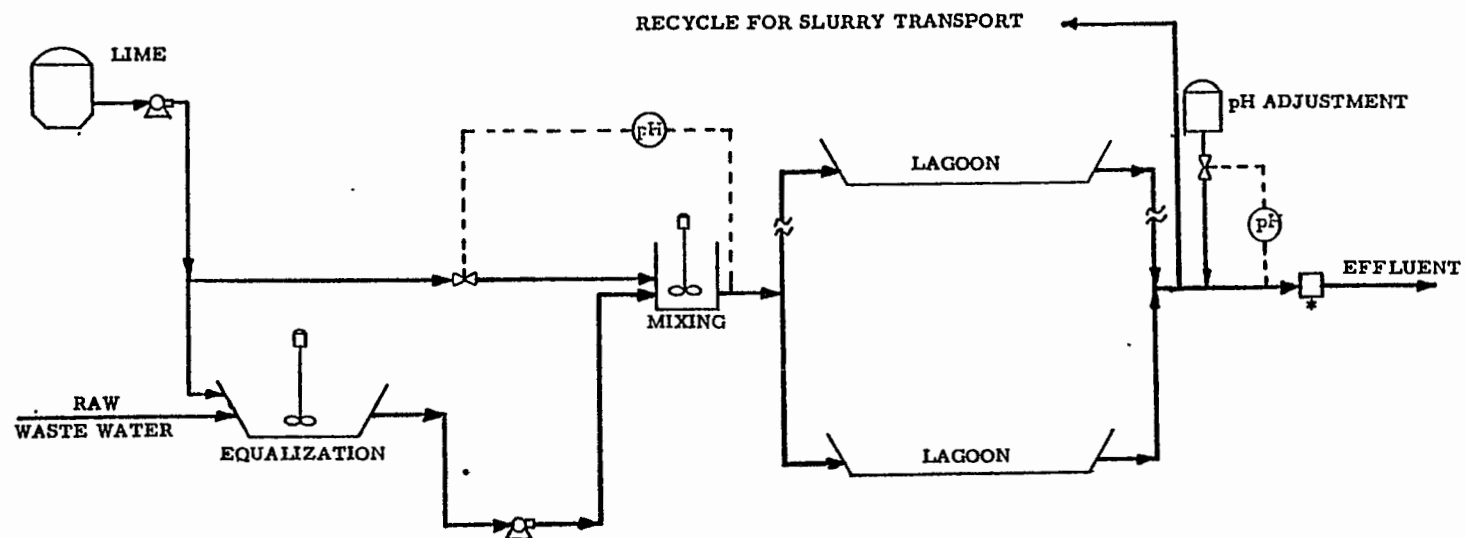 RECYCLE FOR SLURRY TRANSPORT
LIME
pH ADJUSTMENT
pH
LAGOON
pH
EFFLUENT
*
MIXING
RAW
WASTE WATER
EQUALIZATION
LAGOON